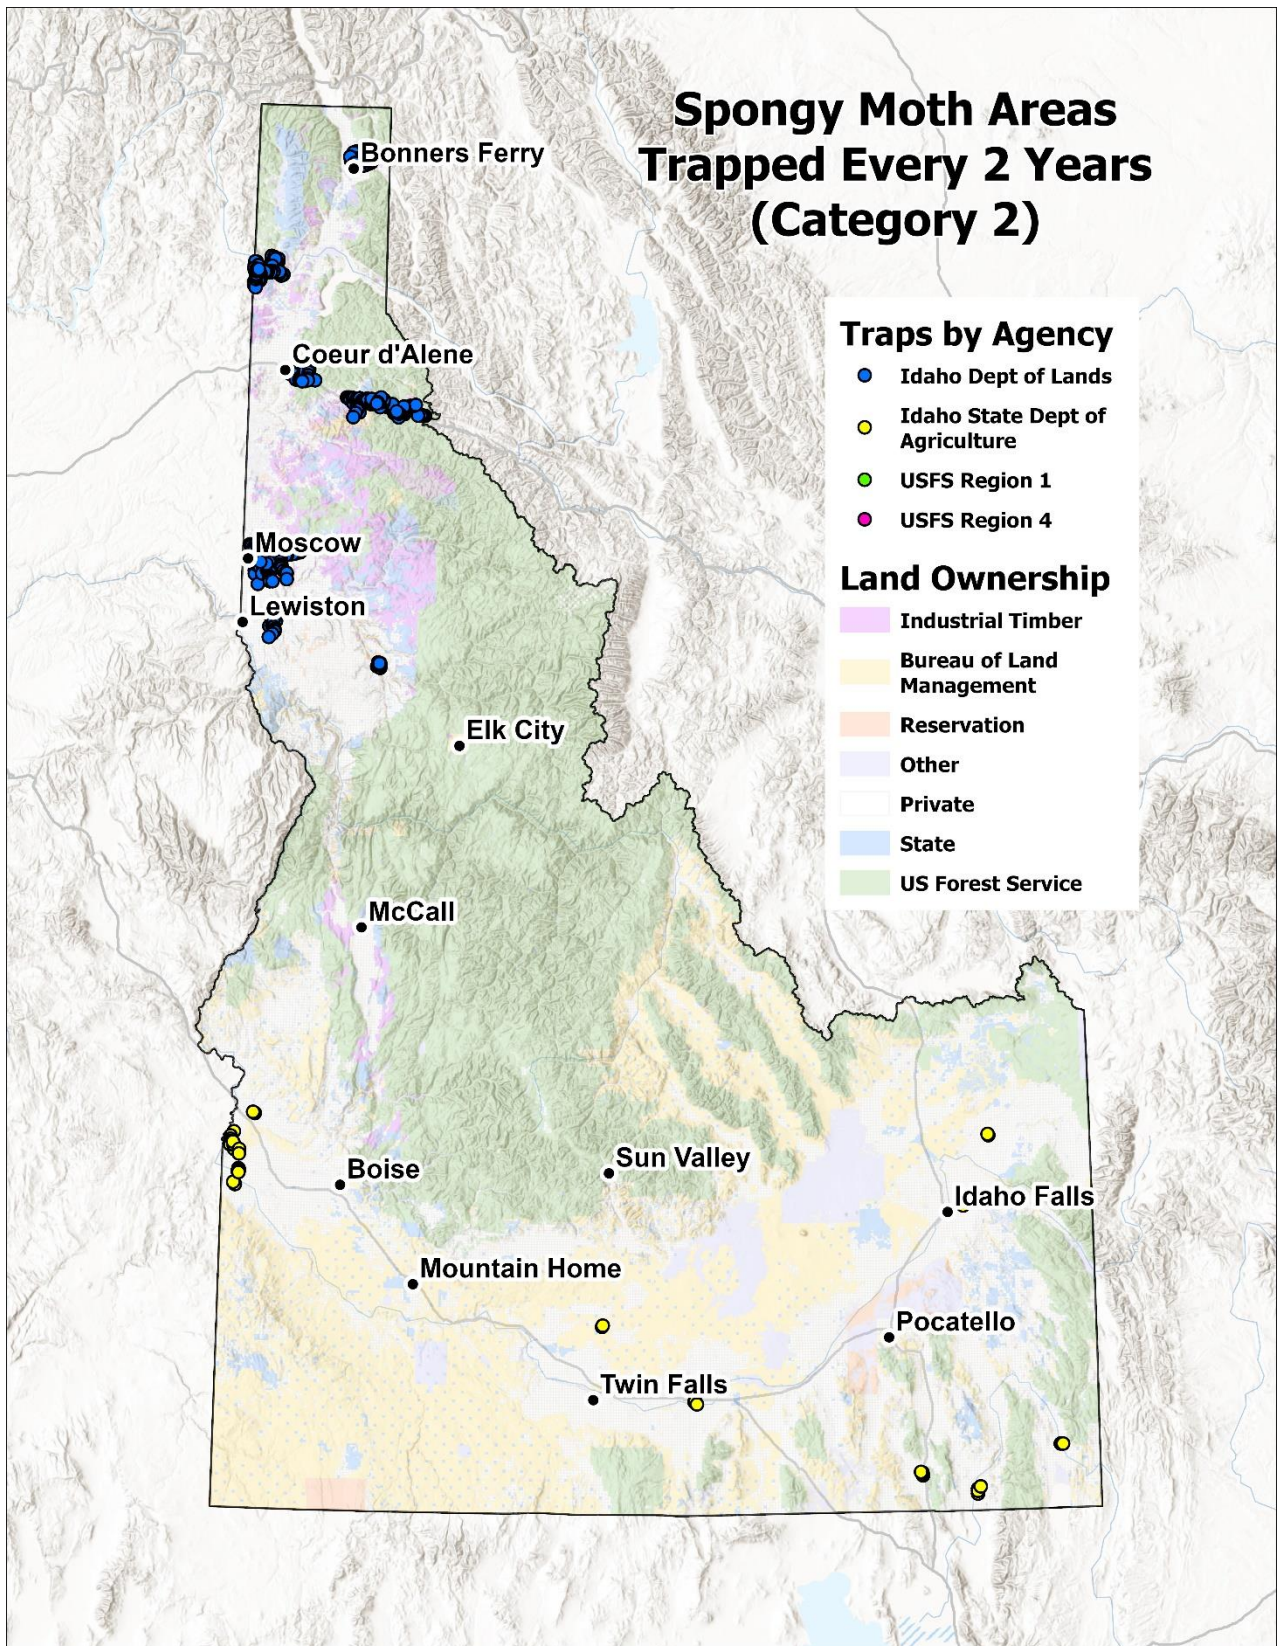 Spongy Moth Areas
Trapped Every 2 Years
(Category 2)
Bonners Ferry
Coeur d'Alene
Moscow
Lewiston
Elk City
McCall
Boise
Sun Valley
Idaho Falls
Mountain Home
Pocatello
Twin Falls
Traps by Agency
Idaho Dept of Lands
Idaho State Dept of
Agriculture
USFS Region 1
USFS Region 4
Land Ownership
Industrial Timber
Bureau of Land
Management
Reservation
Other
Private
State
US Forest Service